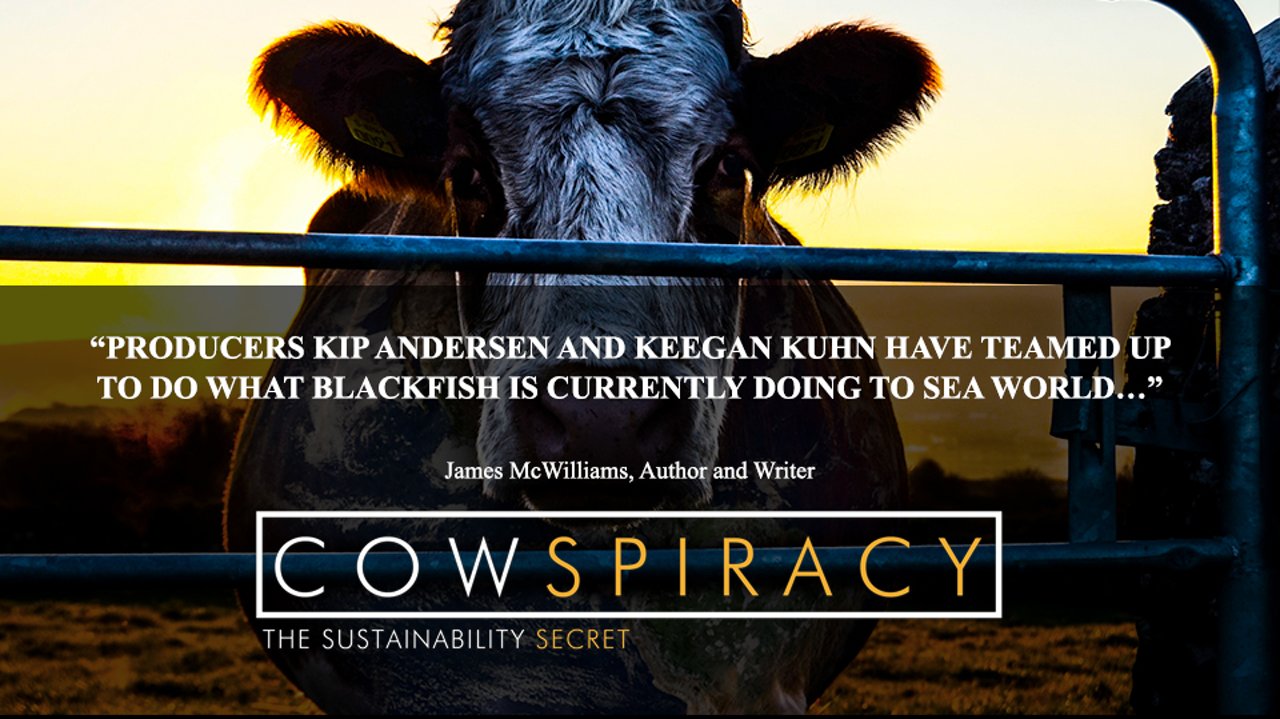 “PRODUCERS KIP ANDERSEN AND KEEGAN KUHN HAVE TEAMED UP
TO DO WHAT BLACKFISH IS CURRENTLY DOING TO SEA WORLD…”
James McWilliams, Author and Writer
COWSPIRACY
THE SUSTAINABILITY SECRET